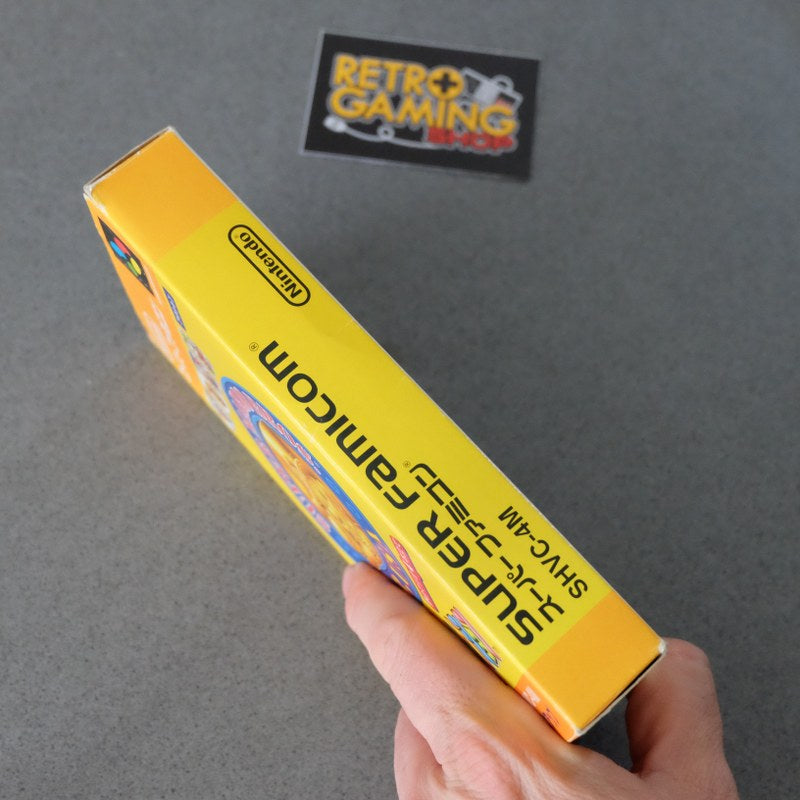 RETRO
GAMING
SHOP
Nintendo®
SUPER Famicom®
スーパーファミコン®
SHVC-4M